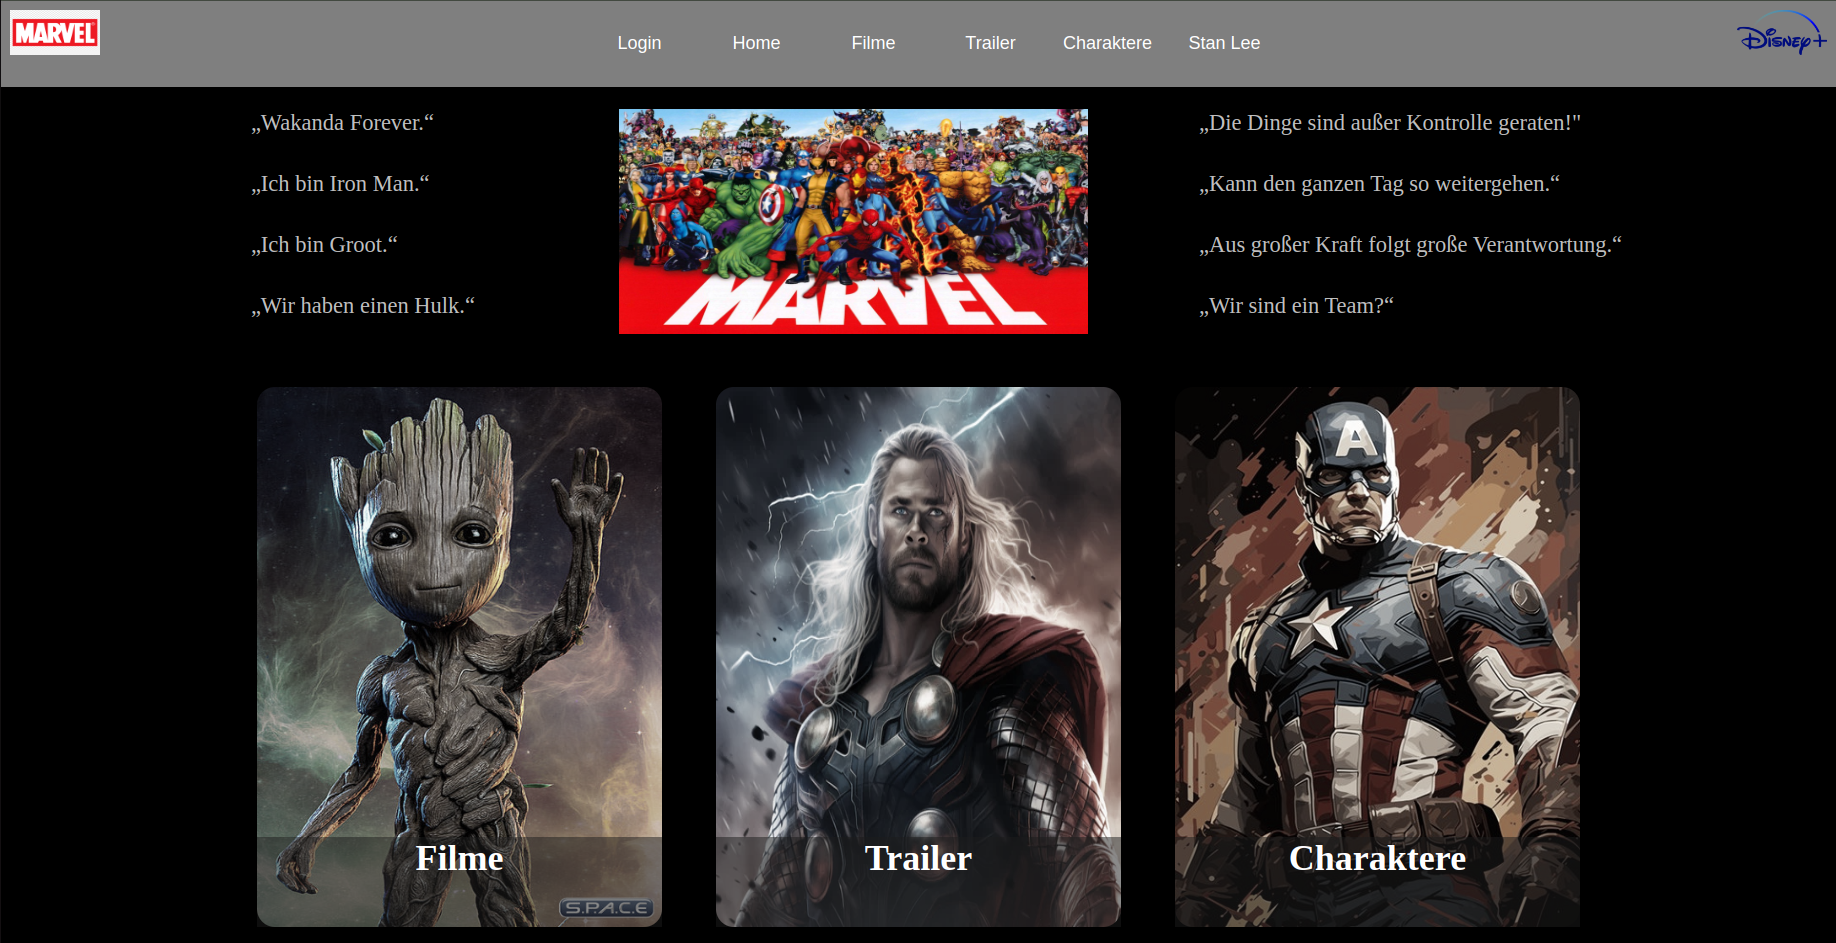 MARVEL
Login Home Filme Trailer Charaktere Stan Lee
Disney+
„Wakanda Forever.“
„Ich bin Iron Man.“
„Ich bin Groot.“
„Wir haben einen Hulk.“
MARVEL
„Die Dinge sind außer Kontrolle geraten!"
„Kann den ganzen Tag so weitergehen.“
„Aus großer Kraft folgt große Verantwortung.“
„Wir sind ein Team?“
A
Filme
S.P.A.C.E
Trailer
Charaktere